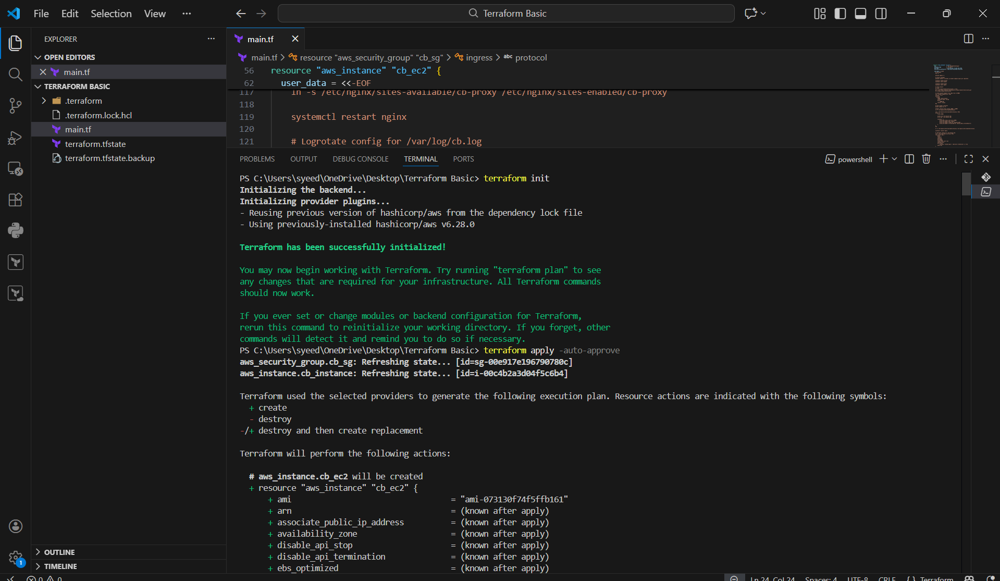 File Edit Selection View
Terraform Basic
EXPLORER
OPEN EDITORS
main.tf
TERRAFORM BASIC
.terraform
.terraform.lock.hcl
main.tf
terraform.tfstate
terraform.tfstate.backup
OUTLINE
TIMELINE
1
main.tf
main.tf > resource "aws_security_group" "cb_sg" > ingress > abc protocol
56 resource "aws_instance" "cb_ec2" {
62 user_data = <<-EOF
117 ln -s /etc/nginx/sites-available/cb-proxy /etc/nginx/sites-enabled/cb-proxy
118
119 systemctl restart nginx
120
121 # Logrotate config for /var/log/cb.log
PROBLEMS OUTPUT DEBUG CONSOLE TERMINAL PORTS
powershell
PS C:\Users\syeed\OneDrive\Desktop\Terraform Basic> terraform init
Initializing the backend...
Initializing provider plugins...
- Reusing previous version of hashicorp/aws from the dependency lock file
- Using previously-installed hashicorp/aws v6.28.0
Terraform has been successfully initialized!
You may now begin working with Terraform. Try running "terraform plan" to see
any changes that are required for your infrastructure. All Terraform commands
should now work.
If you ever set or change modules or backend configuration for Terraform,
rerun this command to reinitialize your working directory. If you forget, other
commands will detect it and remind you to do so if necessary.
PS C:\Users\syeed\OneDrive\Desktop\Terraform Basic> terraform apply -auto-approve
aws_security_group.cb_sg: Refreshing state... [id=sg-00e917e196790780c]
aws_instance.cb_instance: Refreshing state... [id=i-00c4b2a3d04f5c6b4]
Terraform used the selected providers to generate the following execution plan. Resource actions are indicated with the following symbols:
+ create
- destroy
-/+ destroy and then create replacement
Terraform will perform the following actions:
# aws_instance.cb_ec2 will be created
+ resource "aws_instance" "cb_ec2" {
+ ami = "ami-073130f74f5ffb161"
+ arn = (known after apply)
+ associate_public_ip_address = (known after apply)
+ availability_zone = (known after apply)
+ disable_api_stop = (known after apply)
+ disable_api_termination = (known after apply)
+ ebs_optimized = (known after apply)
0 0 Ln 24, Col 24 Spaces: 4 UTF-8 CRLF {} Terraform